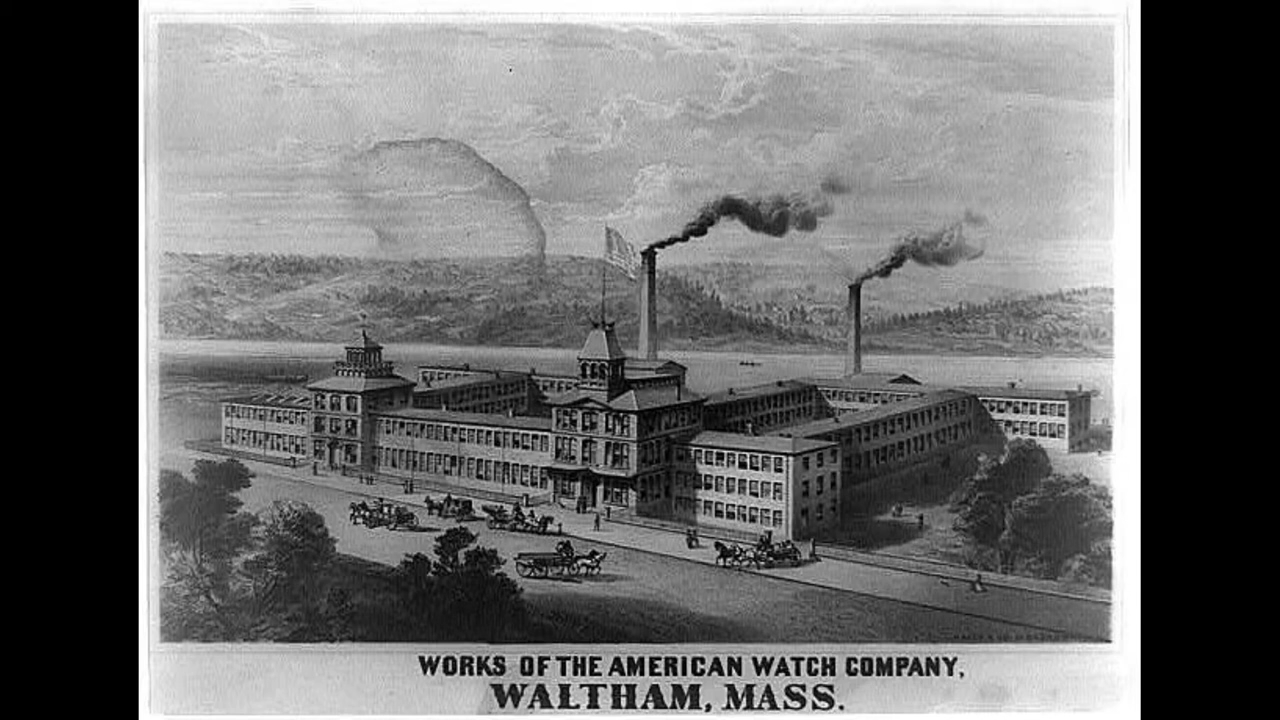 WORKS OF THE AMERICAN WATCH COMPANY,
WALTHAM, MASS.